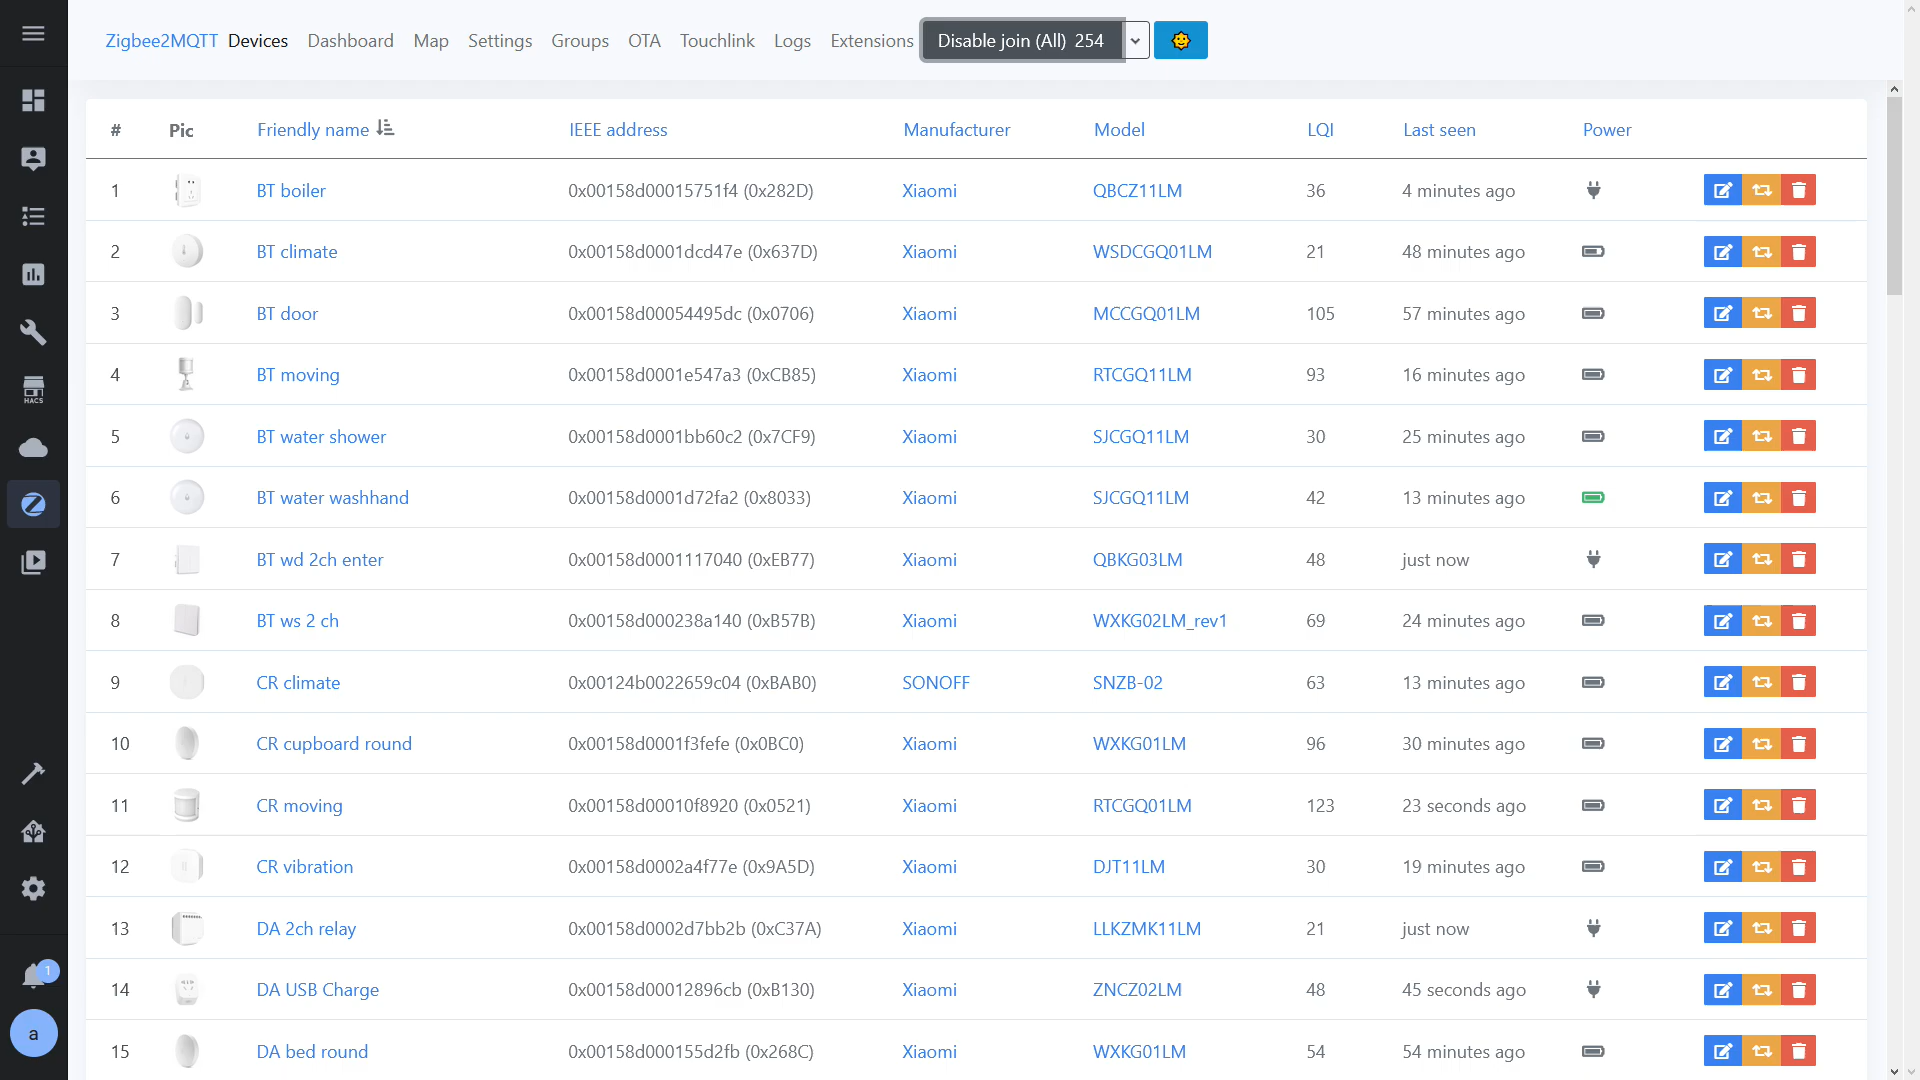 Zigbee2MQTT Devices Dashboard Map Settings Groups OTA Touchlink Logs Extensions Disable join (All) 254
# Pic Friendly name IEEE address Manufacturer Model LQI Last seen Power
1 BT boiler 0x00158d00015751f4 (0x282D) Xiaomi QBCZ11LM 36 4 minutes ago
2 BT climate 0x00158d0001dcd47e (0x637D) Xiaomi WSDCGQ01LM 21 48 minutes ago
3 BT door 0x00158d00054495dc (0x0706) Xiaomi MCCGQ01LM 105 57 minutes ago
4 BT moving 0x00158d0001e547a3 (0xCB85) Xiaomi RTCGQ11LM 93 16 minutes ago
HACS
5 BT water shower 0x00158d0001bb60c2 (0x7CF9) Xiaomi SJCGQ11LM 30 25 minutes ago
6 BT water washhand 0x00158d0001d72fa2 (0x8033) Xiaomi SJCGQ11LM 42 13 minutes ago
7 BT wd 2ch enter 0x00158d0001117040 (0xEB77) Xiaomi QBKG03LM 48 just now
8 BT ws 2 ch 0x00158d000238a140 (0xB57B) Xiaomi WXKG02LM_rev1 69 24 minutes ago
9 CR climate 0x00124b0022659c04 (0xBAB0) SONOFF SNZB-02 63 13 minutes ago
10 CR cupboard round 0x00158d0001f3fefe (0x0BC0) Xiaomi WXKG01LM 96 30 minutes ago
11 CR moving 0x00158d00010f8920 (0x0521) Xiaomi RTCGQ01LM 123 23 seconds ago
12 CR vibration 0x00158d0002a4f77e (0x9A5D) Xiaomi DJT11LM 30 19 minutes ago
13 DA 2ch relay 0x00158d0002d7bb2b (0xC37A) Xiaomi LLKZMK11LM 21 just now
1
14 DA USB Charge 0x00158d00012896cb (0xB130) Xiaomi ZNCZ02LM 48 45 seconds ago
a
15 DA bed round 0x00158d000155d2fb (0x268C) Xiaomi WXKG01LM 54 54 minutes ago